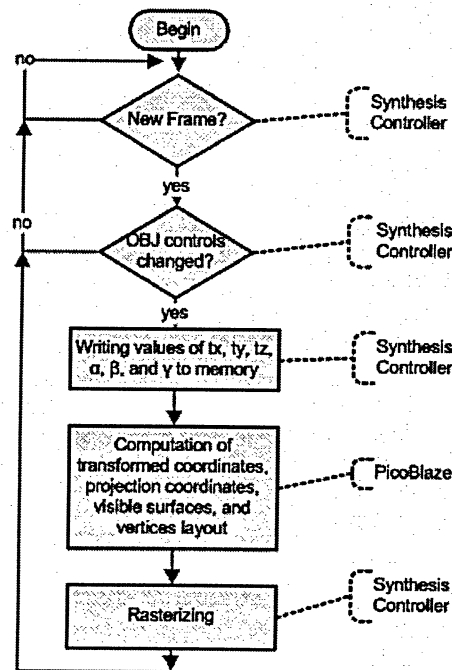 Begin
no
New Frame?
Synthesis
Controller
yes
no
OBJ controls
changed?
Synthesis
Controller
yes
Writing values of tx, ty, tz,
α, β, and γ to memory
Synthesis
Controller
Computation of
transformed coordinates,
projection coordinates,
visible surfaces, and
vertices layout
PicoBlaze
Rasterizing
Synthesis
Controller